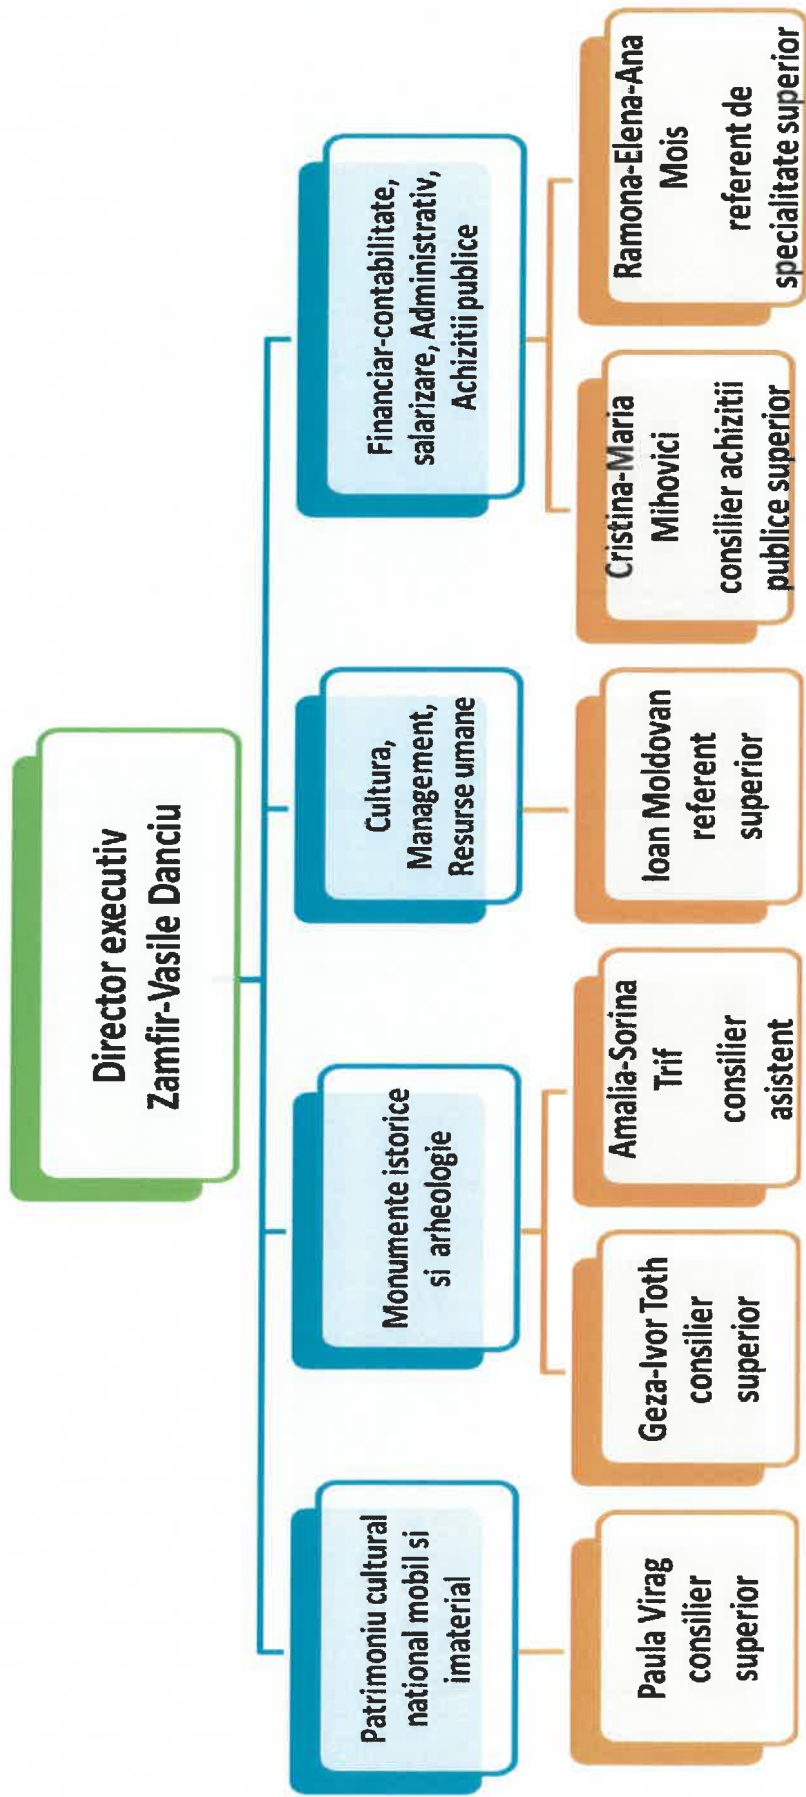 Director executiv
Zamfir-Vasile Danciu
Patrimoniu cultural
national mobil si
imaterial
Monumente istorice
si arheologie
Cultura,
Management,
Resurse umane
Financiar-contabilitate,
salarizare, Administrativ,
Achizitii publice
Paula Virag
consilier
superior
Geza-Ivor Toth
consilier
superior
Amalia-Sorina
Trif
consilier
asistent
Ioan Moldovan
referent
superior
Cristina-Maria
Mihovici
consilier achizitii
publice superior
Ramona-Elena-Ana
Mois
referent de
specialitate superior